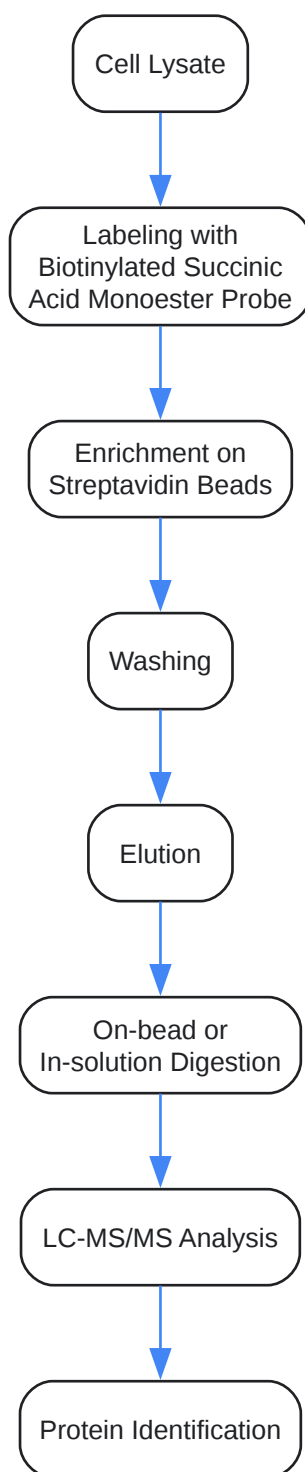 Cell Lysate
Labeling with
Biotinylated Succinic
Acid Monoester Probe
Enrichment on
Streptavidin Beads
Washing
Elution
On-bead or
In-solution Digestion
LC-MS/MS Analysis
Protein Identification